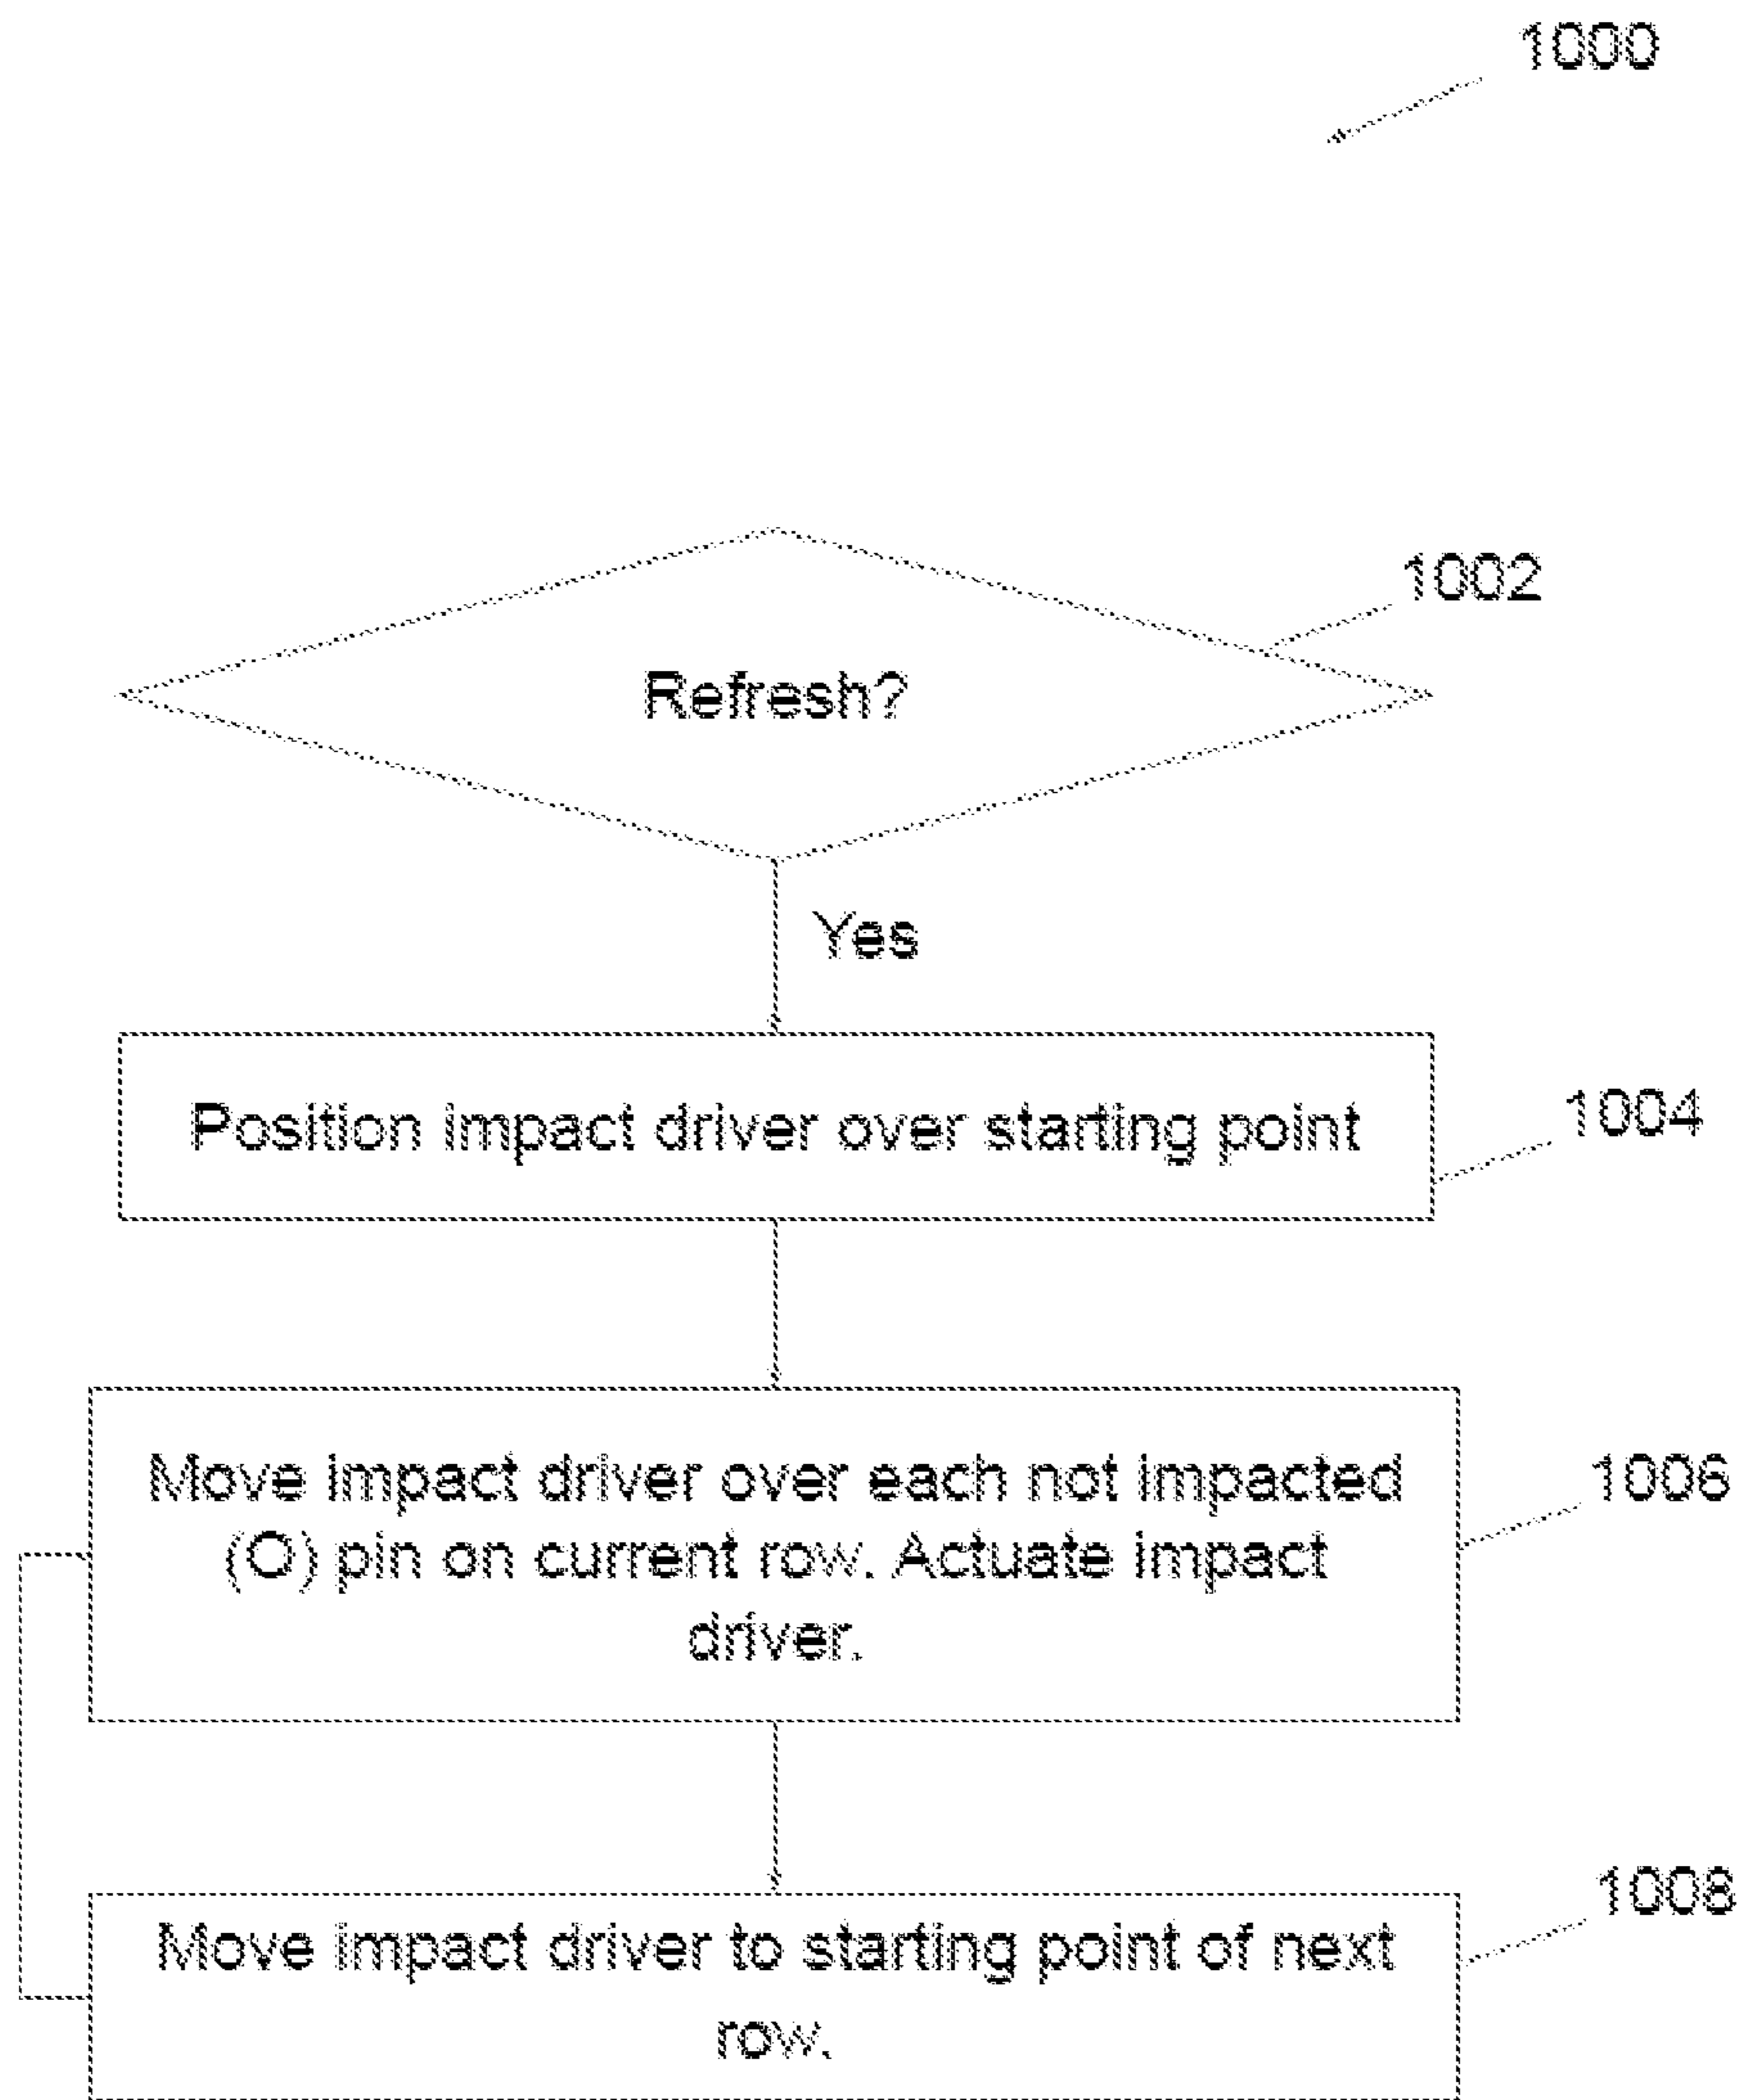 1000
1002
Refresh?
Yes
Position impact driver over starting point
1004
Move impact driver over each not impacted
(O) pin on current row. Actuate impact
driver.
1006
1008
Move impact driver to starting point of next
row.